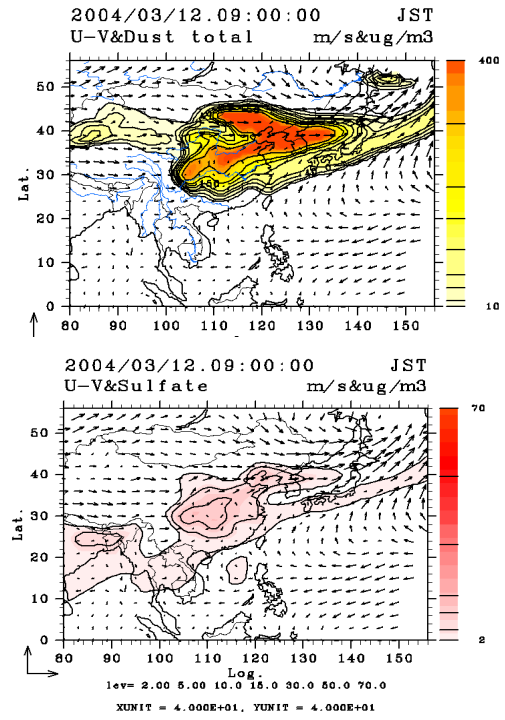 2004/03/12.09:00:00 JST
U-V&Dust total m/s&ug/m3
400
50
40
30
20
10
0
Lat.
10
80 90 100 110 120 130 140 150
2004/03/12.09:00:00 JST
U-V&Sulfate m/s&ug/m3
70
50
40
30
20
10
0
Lat.
2
80 90 100 110 120 130 140 150
Log.
lev= 2.00 5.00 10.0 15.0 30.0 50.0 70.0
XUNIT = 4.000E+01, YUNIT = 4.000E+01